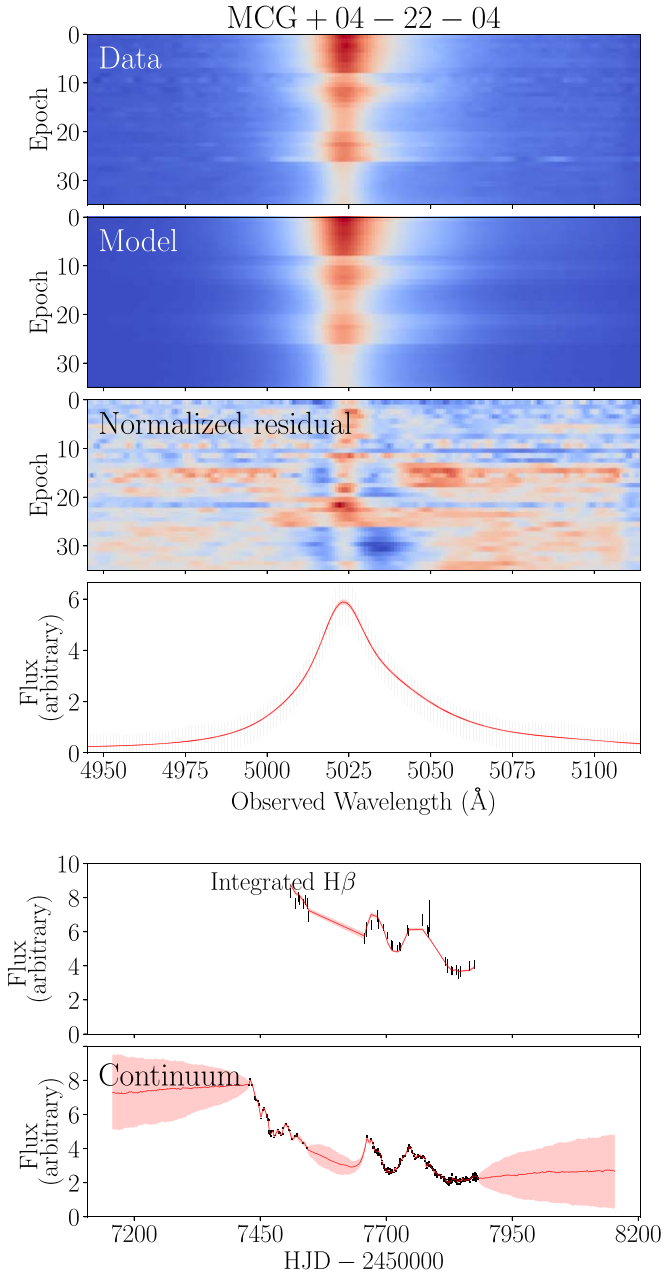 MCG + 04 − 22 − 04
Data
0
10
20
30
Epoch
Model
0
10
20
30
Epoch
Normalized residual
0
10
20
30
Epoch
6
4
2
0
Flux
(arbitrary)
4950 4975 5000 5025 5050 5075 5100
Observed Wavelength (Å)
Integrated Hβ
10
8
6
4
2
0
Flux
(arbitrary)
Continuum
8
6
4
2
0
Flux
(arbitrary)
7200 7450 7700 7950 8200
HJD − 2450000